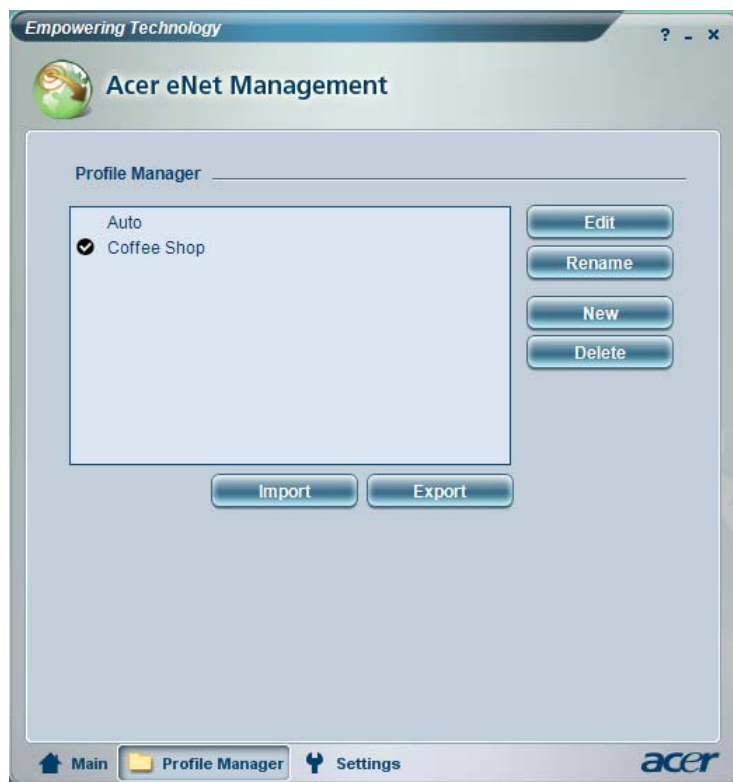 Empowering Technology
? - x
Acer eNet Management
Profile Manager
Auto
Coffee Shop
Edit
Rename
New
Delete
Import
Export
Main
Profile Manager
Settings
acer